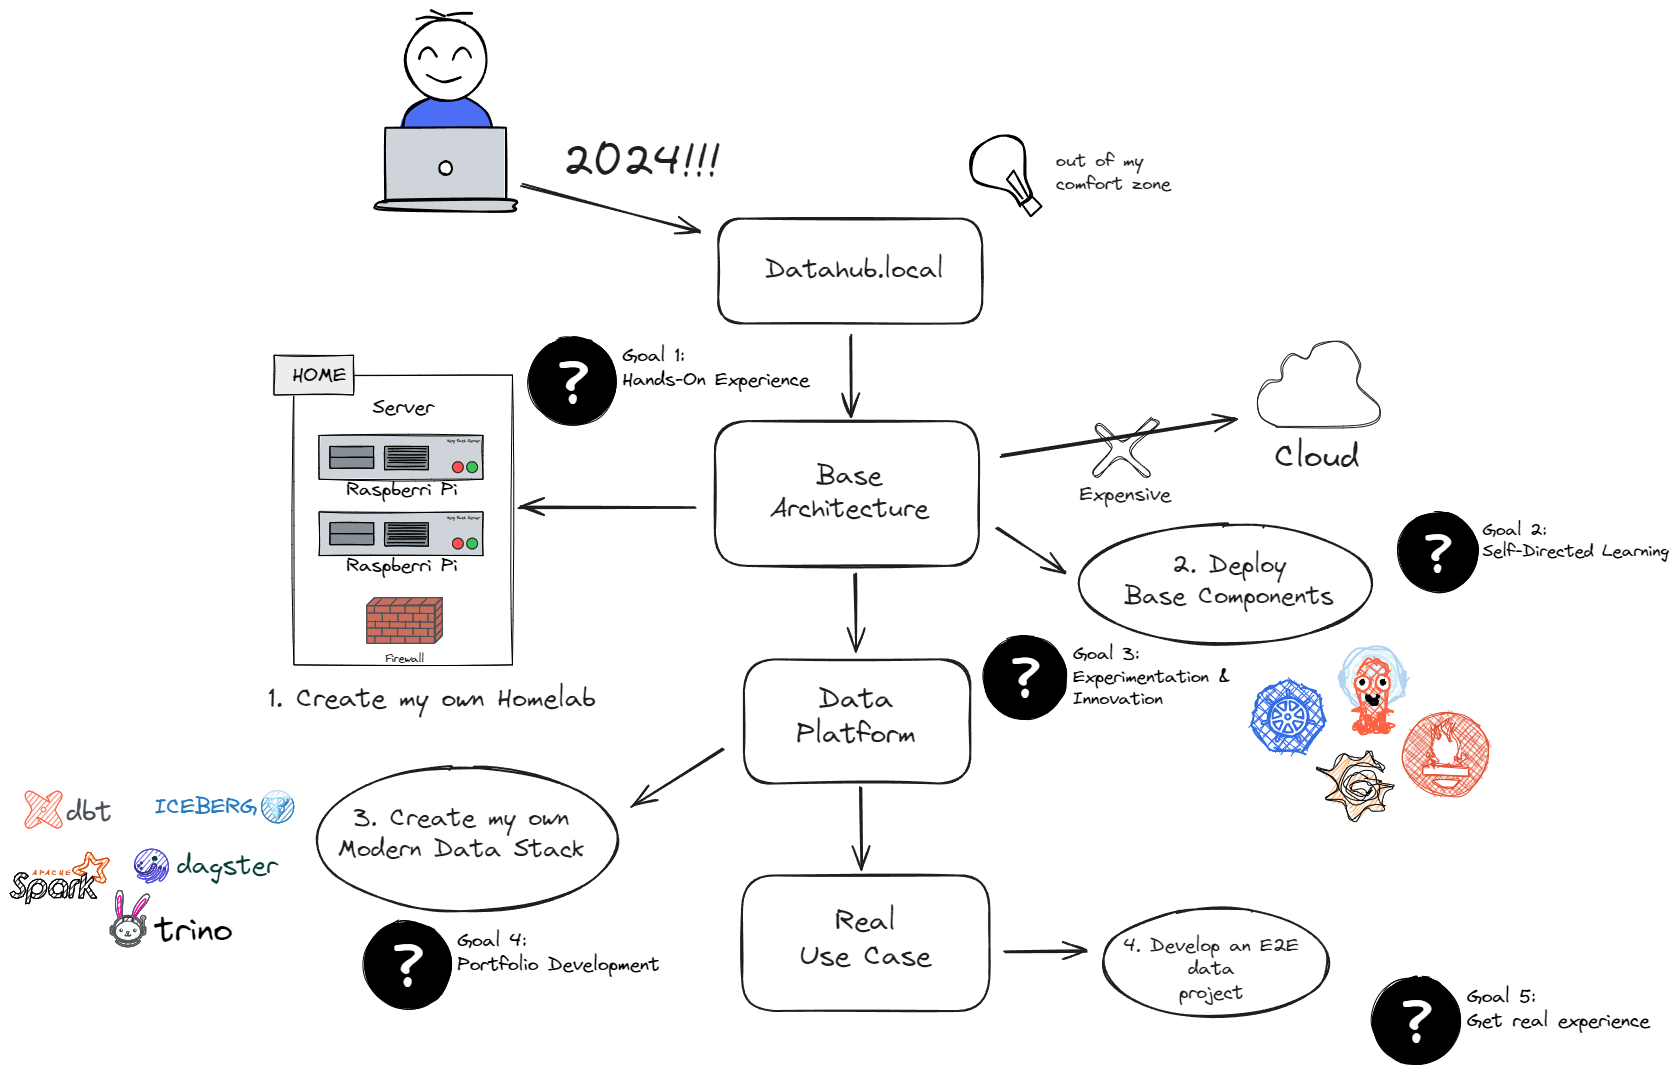 2024!!!
out of my
comfort zone
Datahub.local
Goal 1:
Hands-On Experience
HOME
Server
Raspberri Pi
Raspberri Pi
Firewall
1. Create my own Homelab
Base
Architecture
Expensive
Cloud
2. Deploy
Base Components
Goal 2:
Self-Directed Learning
Goal 3:
Experimentation &
Innovation
Data
Platform
dbt
ICEBERG
APACHE
Spark
dagster
trino
3. Create my own
Modern Data Stack
Goal 4:
Portfolio Development
Real
Use Case
4. Develop an E2E
data
project
Goal 5:
Get real experience